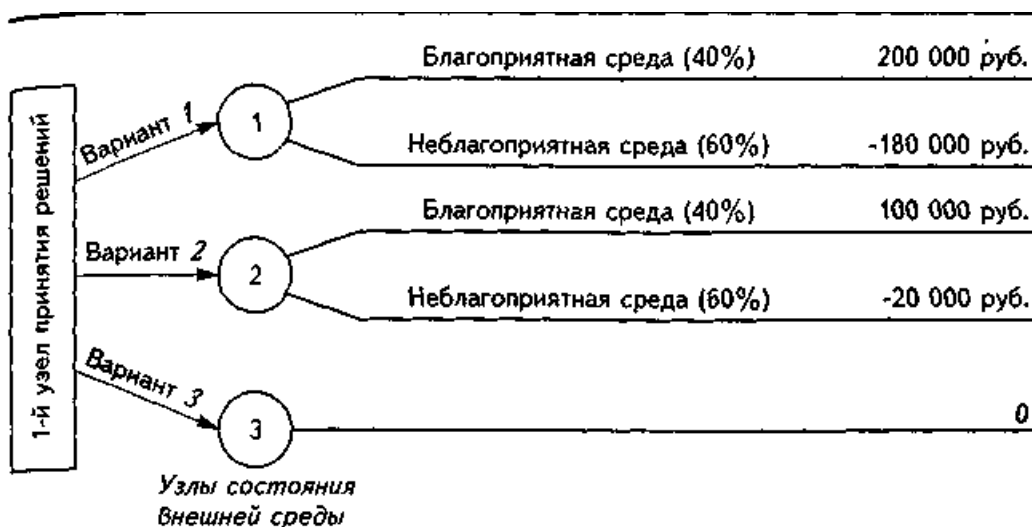 1-й узел принятия решений
Вариант 1
1
Благоприятная среда (40%) 200 000 руб.
Неблагоприятная среда (60%) -180 000 руб.
Вариант 2
2
Благоприятная среда (40%) 100 000 руб.
Неблагоприятная среда (60%) -20 000 руб.
Вариант 3
3
0
Узлы состояния
внешней среды